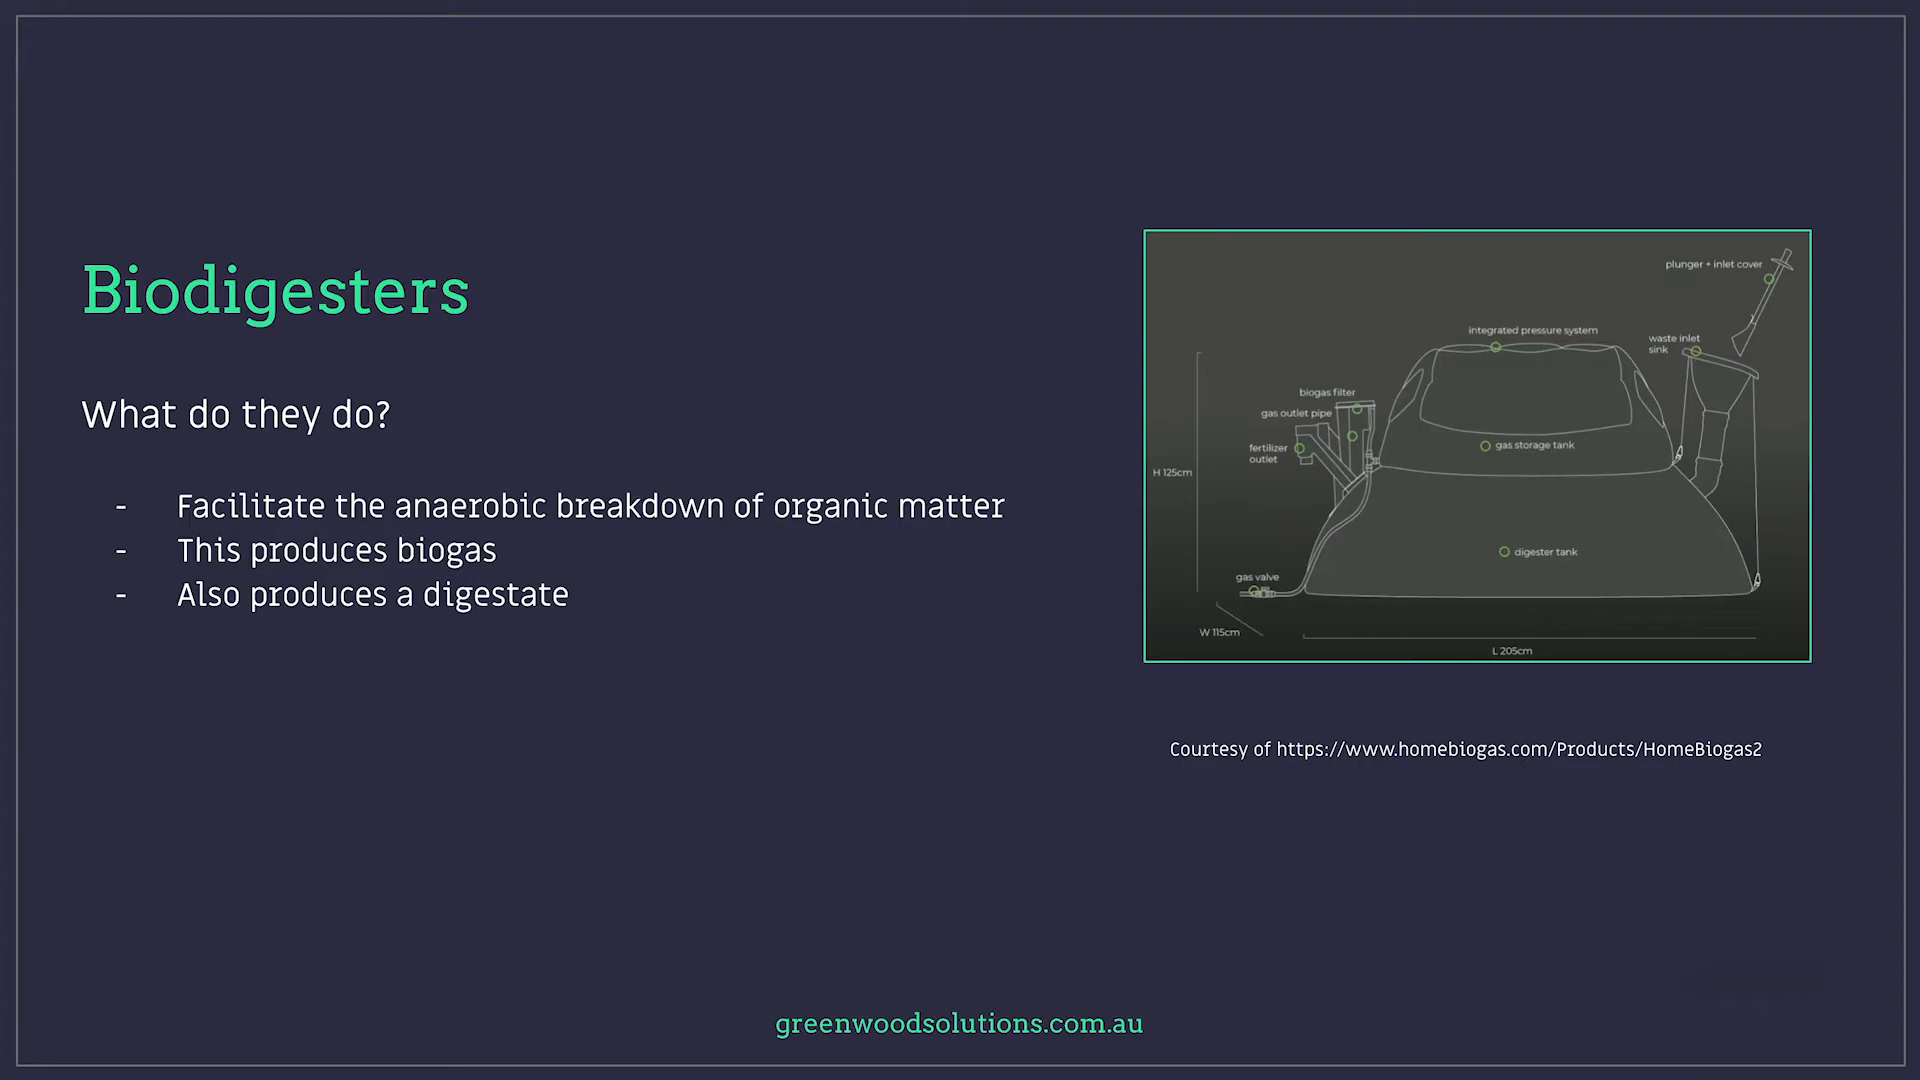 Biodigesters
What do they do?
- Facilitate the anaerobic breakdown of organic matter
- This produces biogas
- Also produces a digestate
plunger + inlet cover
integrated pressure system
waste inlet
sink
biogas filter
gas outlet pipe
fertilizer
outlet
gas storage tank
H 125cm
digester tank
gas valve
W 115cm
L 205cm
Courtesy of https://www.homebiogas.com/Products/HomeBiogas2
greenwoodsolutions.com.au